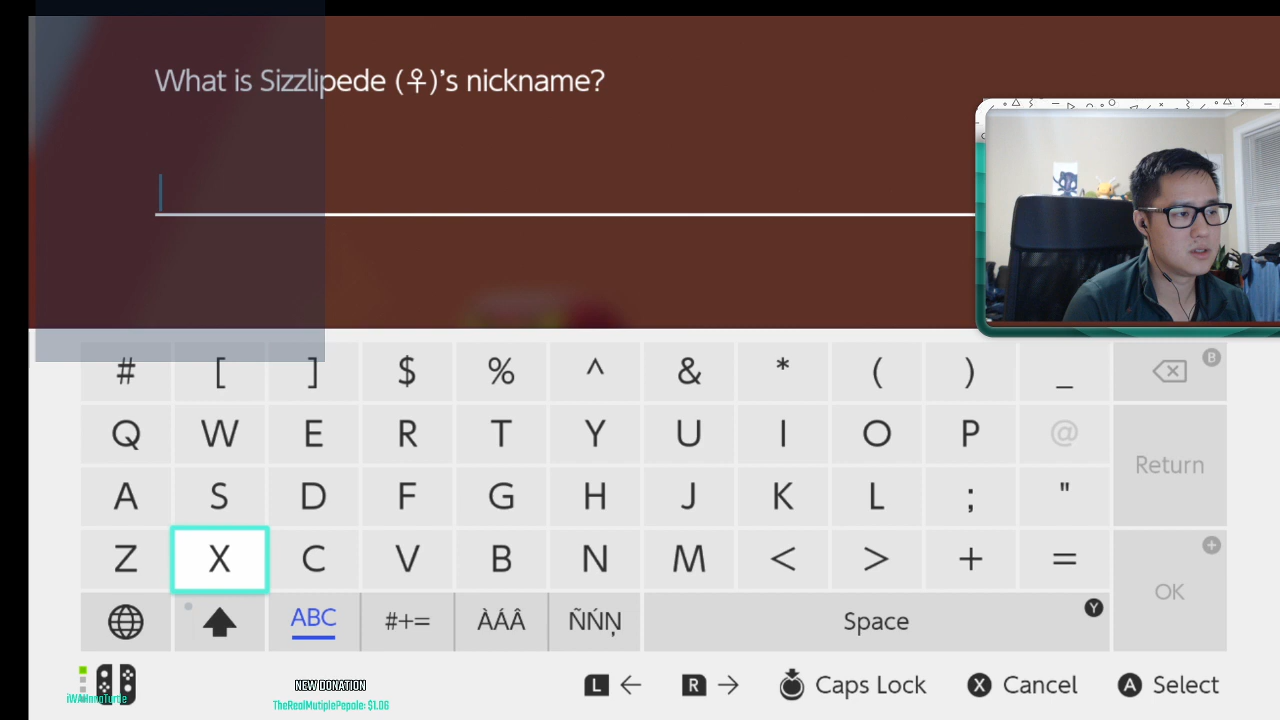 What is Sizzlipede (♀)'s nickname?
# [ ] $ % ^ & * ( ) _ B
Q W E R T Y U I O P @ Return
A S D F G H J K L ; "
Z X C V B N M < > + = + OK
ABC #+= ÀÁÂ ÑŃŅ Space Y
L ← R → Caps Lock X Cancel A Select
iWAHangTurtle
NEW DONATION
TheRealMutiplePepole: $1.06